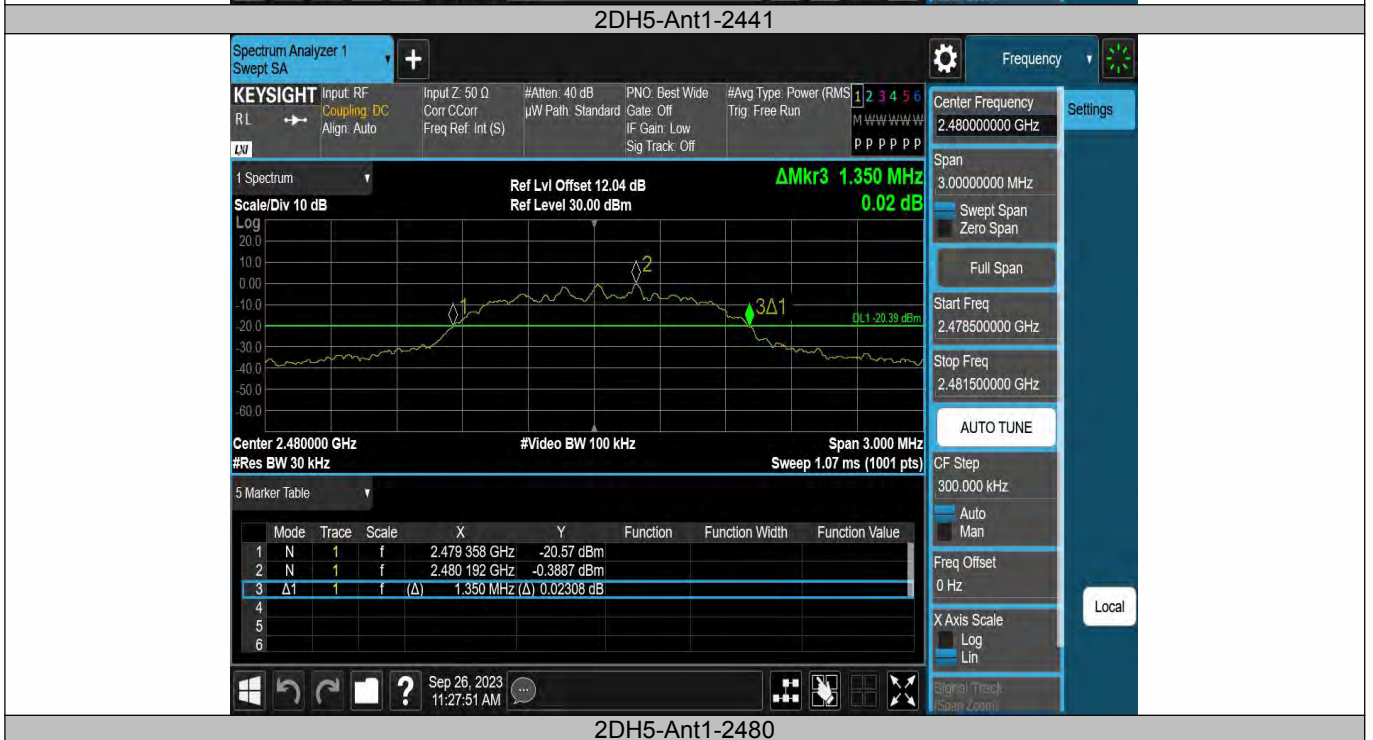 2DH5-Ant1-2441
Spectrum Analyzer 1
Swept SA
+
Frequency
KEYSIGHT
RL
LXI
Input: RF
Coupling: DC
Align: Auto
Input Z: 50 Ω
Corr CCorr
Freq Ref: Int (S)
#Atten: 40 dB
µW Path: Standard
PNO: Best Wide
Gate: Off
IF Gain: Low
Sig Track: Off
#Avg Type: Power (RMS
Trig: Free Run
1 2 3 4 5 6
M W W W W W
P P P P P P
Center Frequency
2.480000000 GHz
Settings
Span
3.00000000 MHz
Swept Span
Zero Span
Full Span
Start Freq
2.478500000 GHz
Stop Freq
2.481500000 GHz
AUTO TUNE
CF Step
300.000 kHz
Auto
Man
Freq Offset
0 Hz
X Axis Scale
Log
Lin
Signal Track
(Span Zoom)
Local
1 Spectrum
Scale/Div 10 dB
Ref Lvl Offset 12.04 dB
Ref Level 30.00 dBm
ΔMkr3 1.350 MHz
0.02 dB
Log
20.0
10.0
0.00
-10.0
-20.0
-30.0
-40.0
-50.0
-60.0
1
2
3Δ1
DL1 -20.39 dBm
Center 2.480000 GHz
#Video BW 100 kHz
Span 3.000 MHz
#Res BW 30 kHz
Sweep 1.07 ms (1001 pts)
5 Marker Table
Mode Trace Scale X Y Function Function Width Function Value
1 N 1 f 2.479 358 GHz -20.57 dBm
2 N 1 f 2.480 192 GHz -0.3887 dBm
3 Δ1 1 f (Δ) 1.350 MHz (Δ) 0.02308 dB
4
5
6
?
Sep 26, 2023
11:27:51 AM
2DH5-Ant1-2480